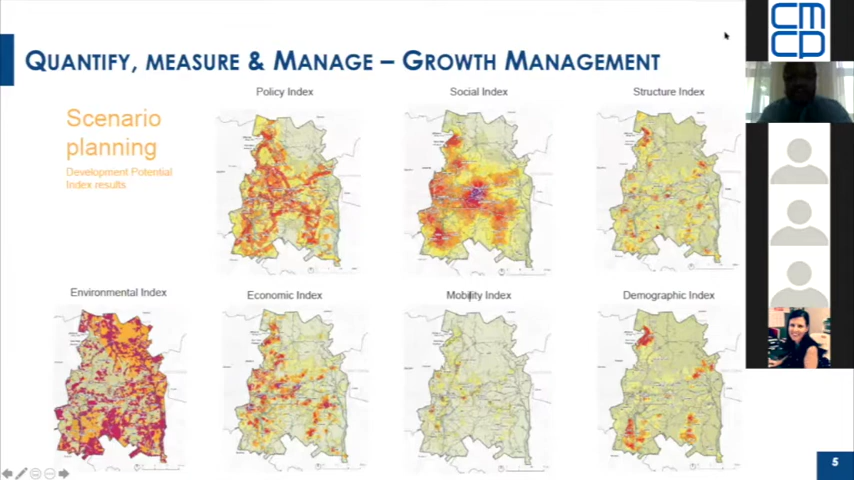 QUANTIFY, MEASURE & MANAGE – GROWTH MANAGEMENT
Scenario
planning
Development Potential
Index results
Policy Index
Social Index
Structure Index
Environmental Index
Economic Index
Mobility Index
Demographic Index
5
cmcp